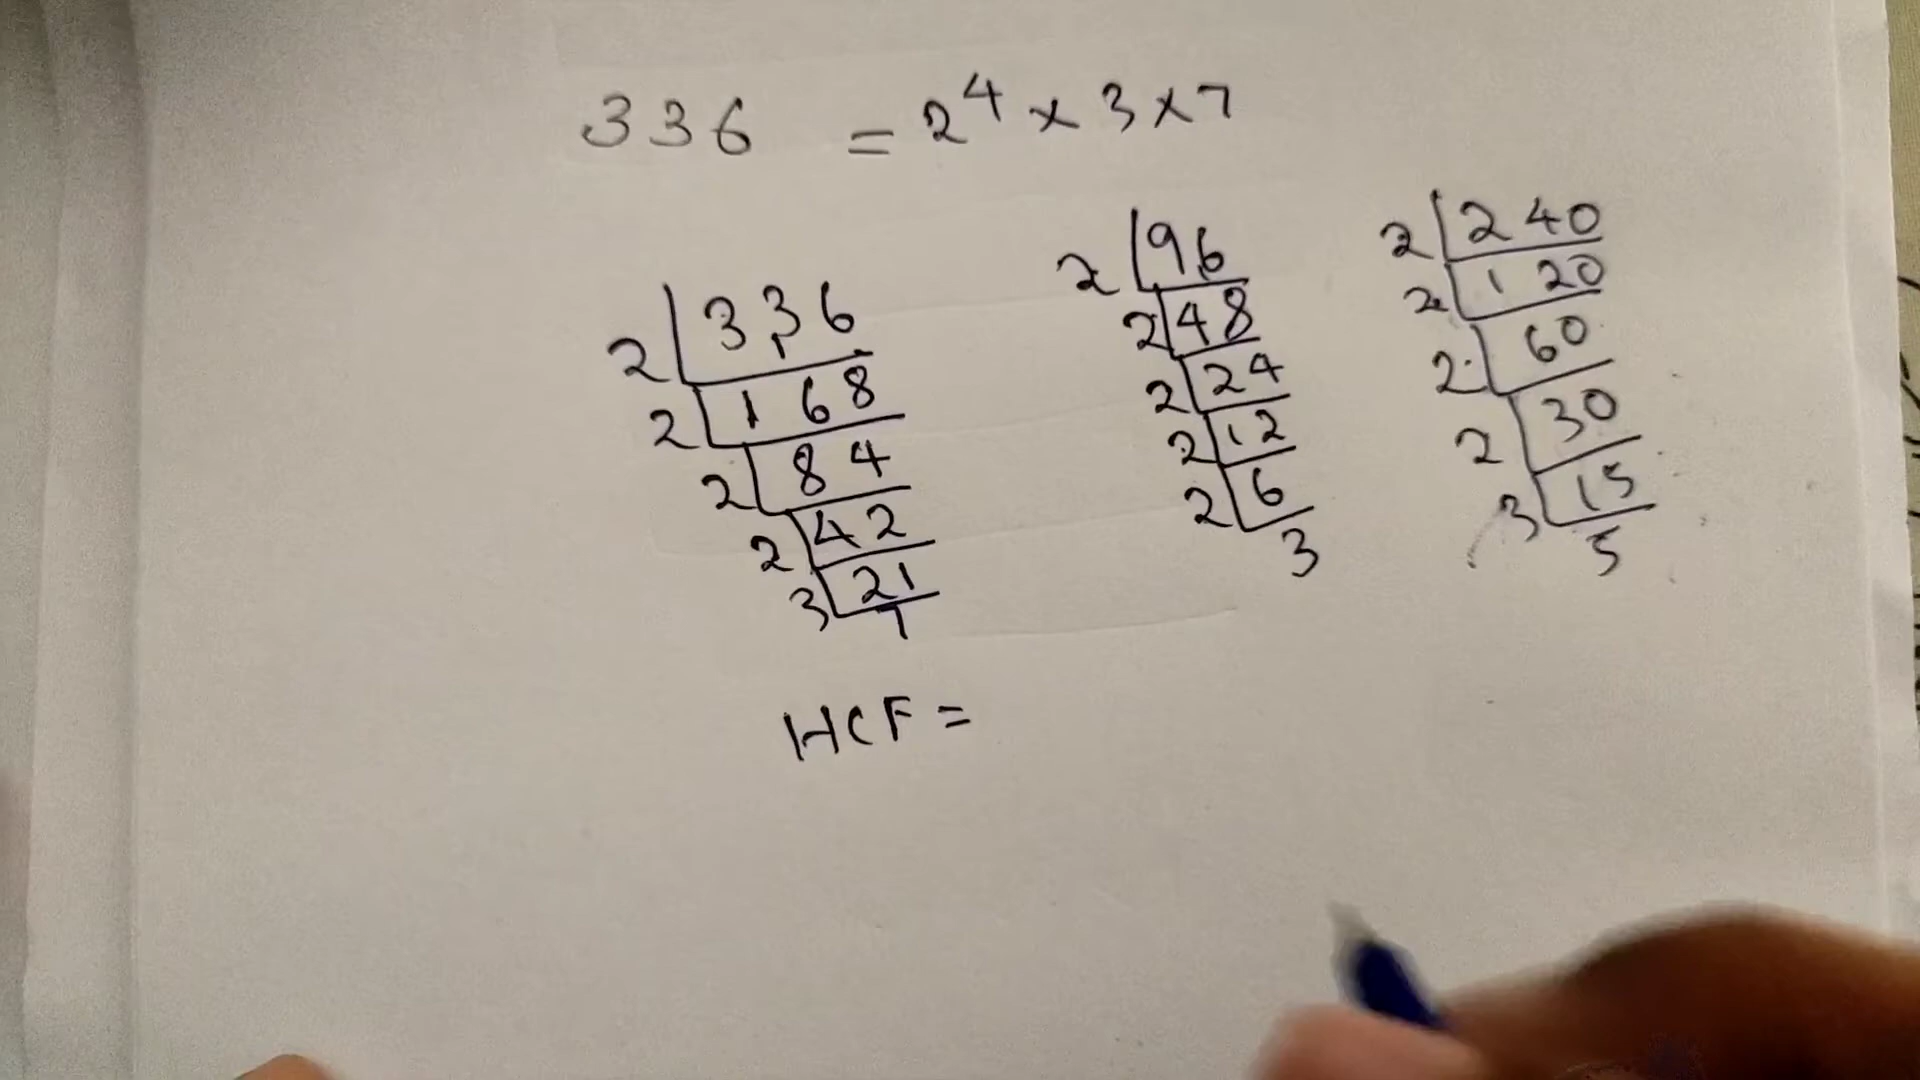 336 = 2⁴ × 3 × 7
2 | 336
2 | 168
2 | 84
2 | 42
3 | 21
7
2 | 96
2 | 48
2 | 24
2 | 12
2 | 6
3
2 | 240
2 | 120
2 | 60
2 | 30
3 | 15
5
HCF =